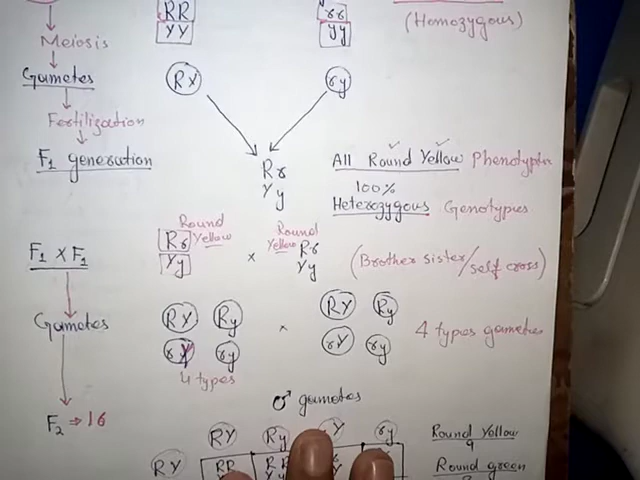 RR
YY
rr
yy
(Homozygous)
Meiosis
Gametes
RY
ry
Fertilization
F1 generation
Rr
Yy
All Round Yellow Phenotype
100%
Heterozygous Genotypes
F1 x F1
Round
Yellow
Rr
Yy
x
Round
Yellow
Rr
Yy
(Brother sister/self cross)
Gametes
RY Ry
rY ry
4 types
x
RY Ry
rY ry
4 types gametes
F2 ⇒ 16
♂ gametes
RY Ry Y ry
RY
RR
Round Yellow
9
Round green